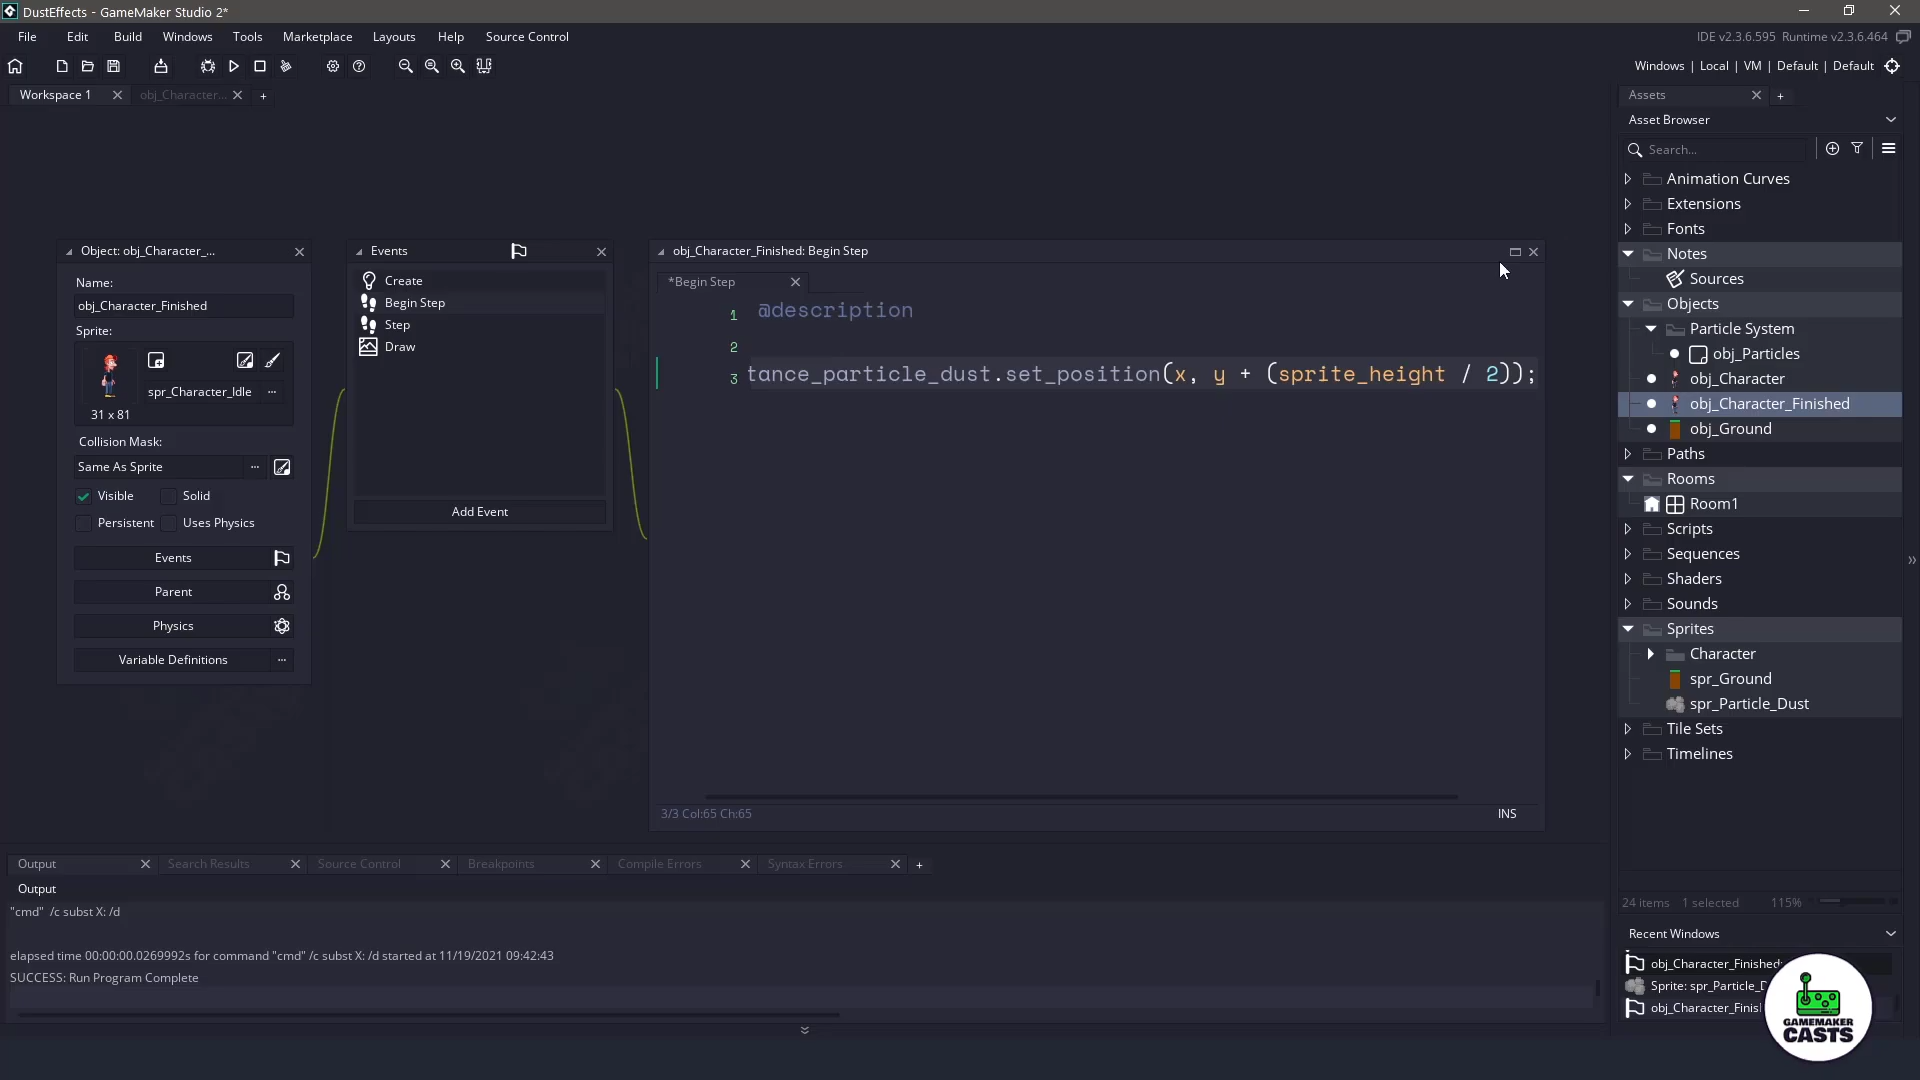 DustEffects - GameMaker Studio 2*
File Edit Build Windows Tools Marketplace Layouts Help Source Control
IDE v2.3.6.595 Runtime v2.3.6.464
Windows | Local | VM | Default | Default
Workspace 1
obj_Character...
Object: obj_Character_...
Name:
obj_Character_Finished
Sprite:
spr_Character_Idle
31 x 81
Collision Mask:
Same As Sprite
Visible Solid
Persistent Uses Physics
Events
Parent
Physics
Variable Definitions
Events
Create
Begin Step
Step
Draw
Add Event
obj_Character_Finished: Begin Step
*Begin Step
1 @description
2
3 tance_particle_dust.set_position(x, y + (sprite_height / 2));
3/3 Col:65 Ch:65
INS
Assets
Asset Browser
Search...
Animation Curves
Extensions
Fonts
Notes
Sources
Objects
Particle System
obj_Particles
obj_Character
obj_Character_Finished
obj_Ground
Paths
Rooms
Room1
Scripts
Sequences
Shaders
Sounds
Sprites
Character
spr_Ground
spr_Particle_Dust
Tile Sets
Timelines
24 items 1 selected 115%
Recent Windows
obj_Character_Finished:
Sprite: spr_Particle_D
obj_Character_Finis
GAMEMAKER
CASTS
Output Search Results Source Control Breakpoints Compile Errors Syntax Errors
Output
"cmd" /c subst X: /d
elapsed time 00:00:00.0269992s for command "cmd" /c subst X: /d started at 11/19/2021 09:42:43
SUCCESS: Run Program Complete